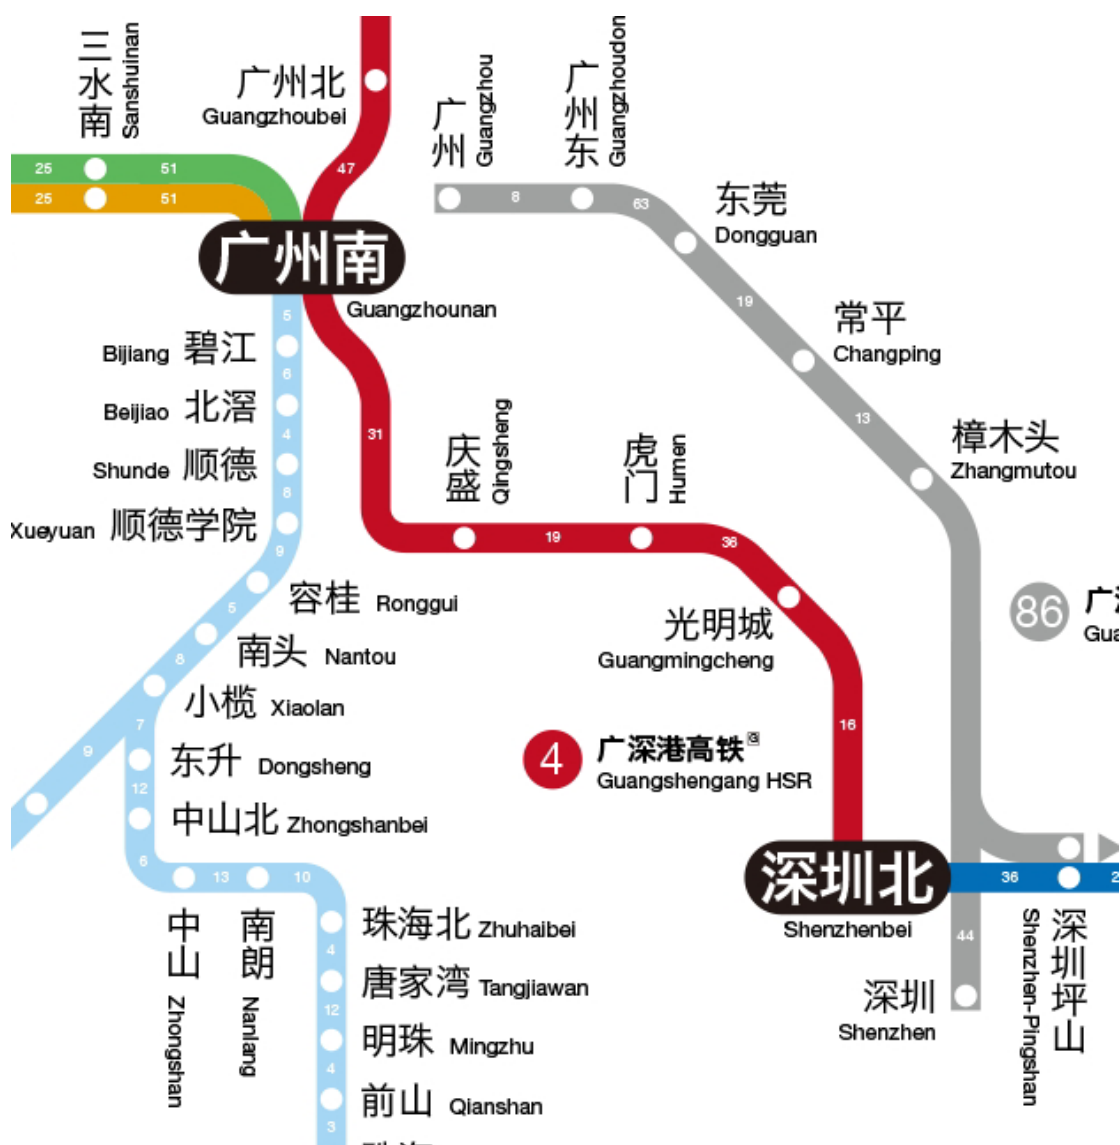 三水南
Sanshuinan
广州北
Guangzhoubei
广州
Guangzhou
广州东
Guangzhoudon
25
51
47
8
63
25
51
东莞
Dongguan
广州南
Guangzhounan
5
19
常平
Changping
Bijiang 碧江
6
Beijiao 北滘
4
31
13
Shunde 顺德
8
庆盛
Qingsheng
虎门
Humen
樟木头
Zhangmutou
Xueyuan 顺德学院
9
19
36
容桂 Ronggui
5
86
广
Gua
光明城
Guangmingcheng
南头 Nantou
8
小榄 Xiaolan
7
9
16
4
广深港高铁G
Guangshengang HSR
东升 Dongsheng
12
中山北 Zhongshanbei
6
13
10
深圳北
Shenzhenbei
36
2
中山
Zhongshan
南朗
Nanlang
珠海北 Zhuhaibei
4
44
深圳坪山
Shenzhen-Pingshan
唐家湾 Tangjiawan
12
深圳
Shenzhen
明珠 Mingzhu
4
前山 Qianshan
3